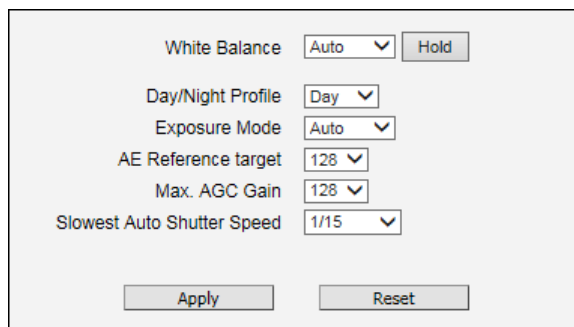 White Balance Auto Hold
Day/Night Profile Day
Exposure Mode Auto
AE Reference target 128
Max. AGC Gain 128
Slowest Auto Shutter Speed 1/15
Apply Reset